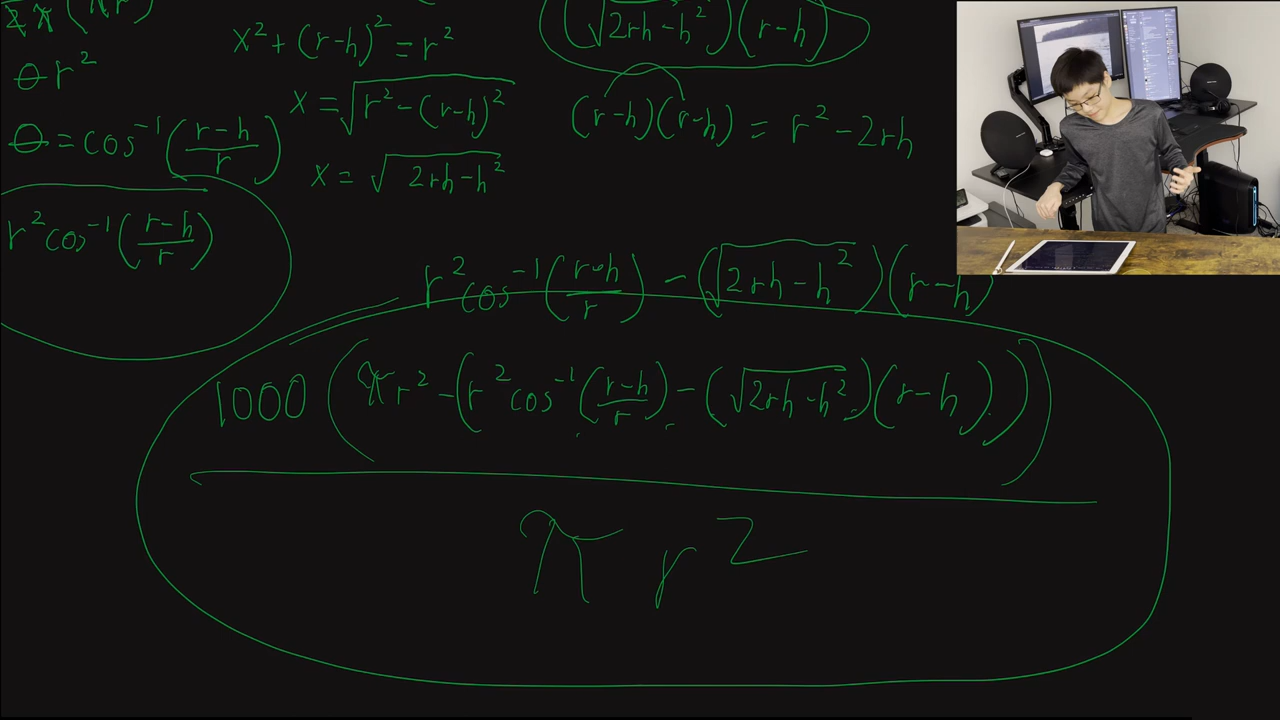 θr²
θ = cos⁻¹((r-h)/r)
r²cos⁻¹((r-h)/r)
x² + (r-h)² = r²
x = √(r² - (r-h)²)
x = √(2rh-h²)
(√(2rh-h²))(r-h)
(r-h)(r-h) = r² - 2rh
r²cos⁻¹((r-h)/r) - (√(2rh-h²))(r-h)
1000(πr² - (r²cos⁻¹((r-h)/r) - (√(2rh-h²))(r-h)))
πr²